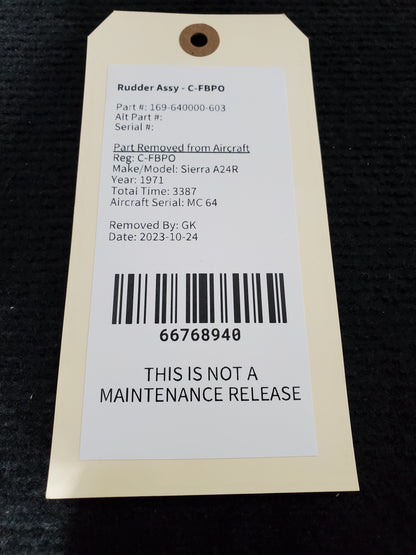 Rudder Assy - C-FBPO
Part #: 169-640000-603
Alt Part #:
Serial #:
Part Removed from Aircraft
Reg: C-FBPO
Make/Model: Sierra A24R
Year: 1971
Total Time: 3387
Aircraft Serial: MC 64
Removed By: GK
Date: 2023-10-24
66768940
THIS IS NOT A
MAINTENANCE RELEASE